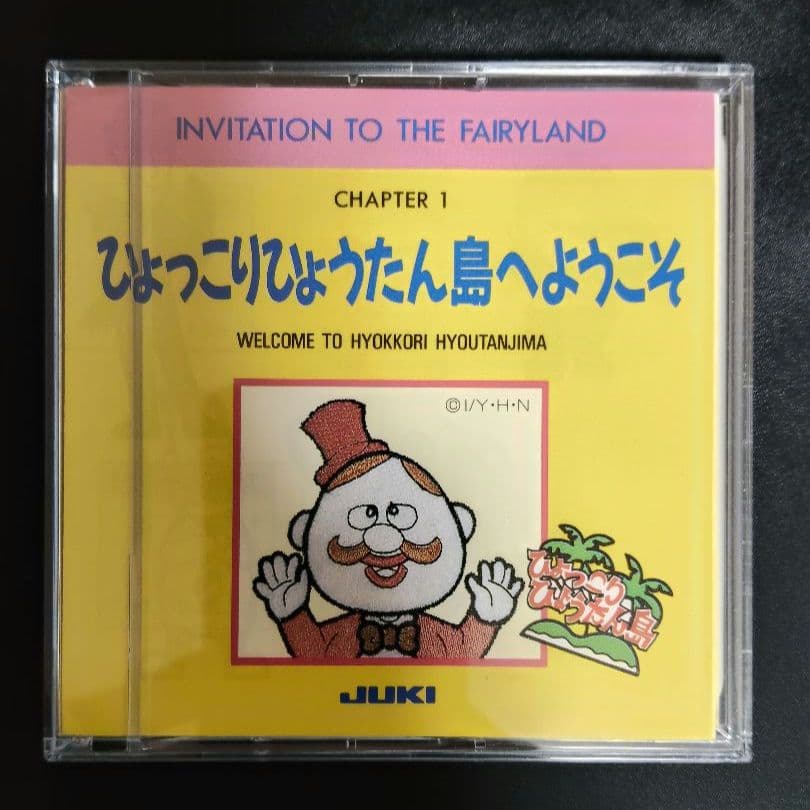 INVITATION TO THE FAIRYLAND
CHAPTER 1
ひょっこりひょうたん島へようこそ
WELCOME TO HYOKKORI HYOUTANJIMA
©I/Y・H・N
ひょっこり
ひょうたん島
JUKI